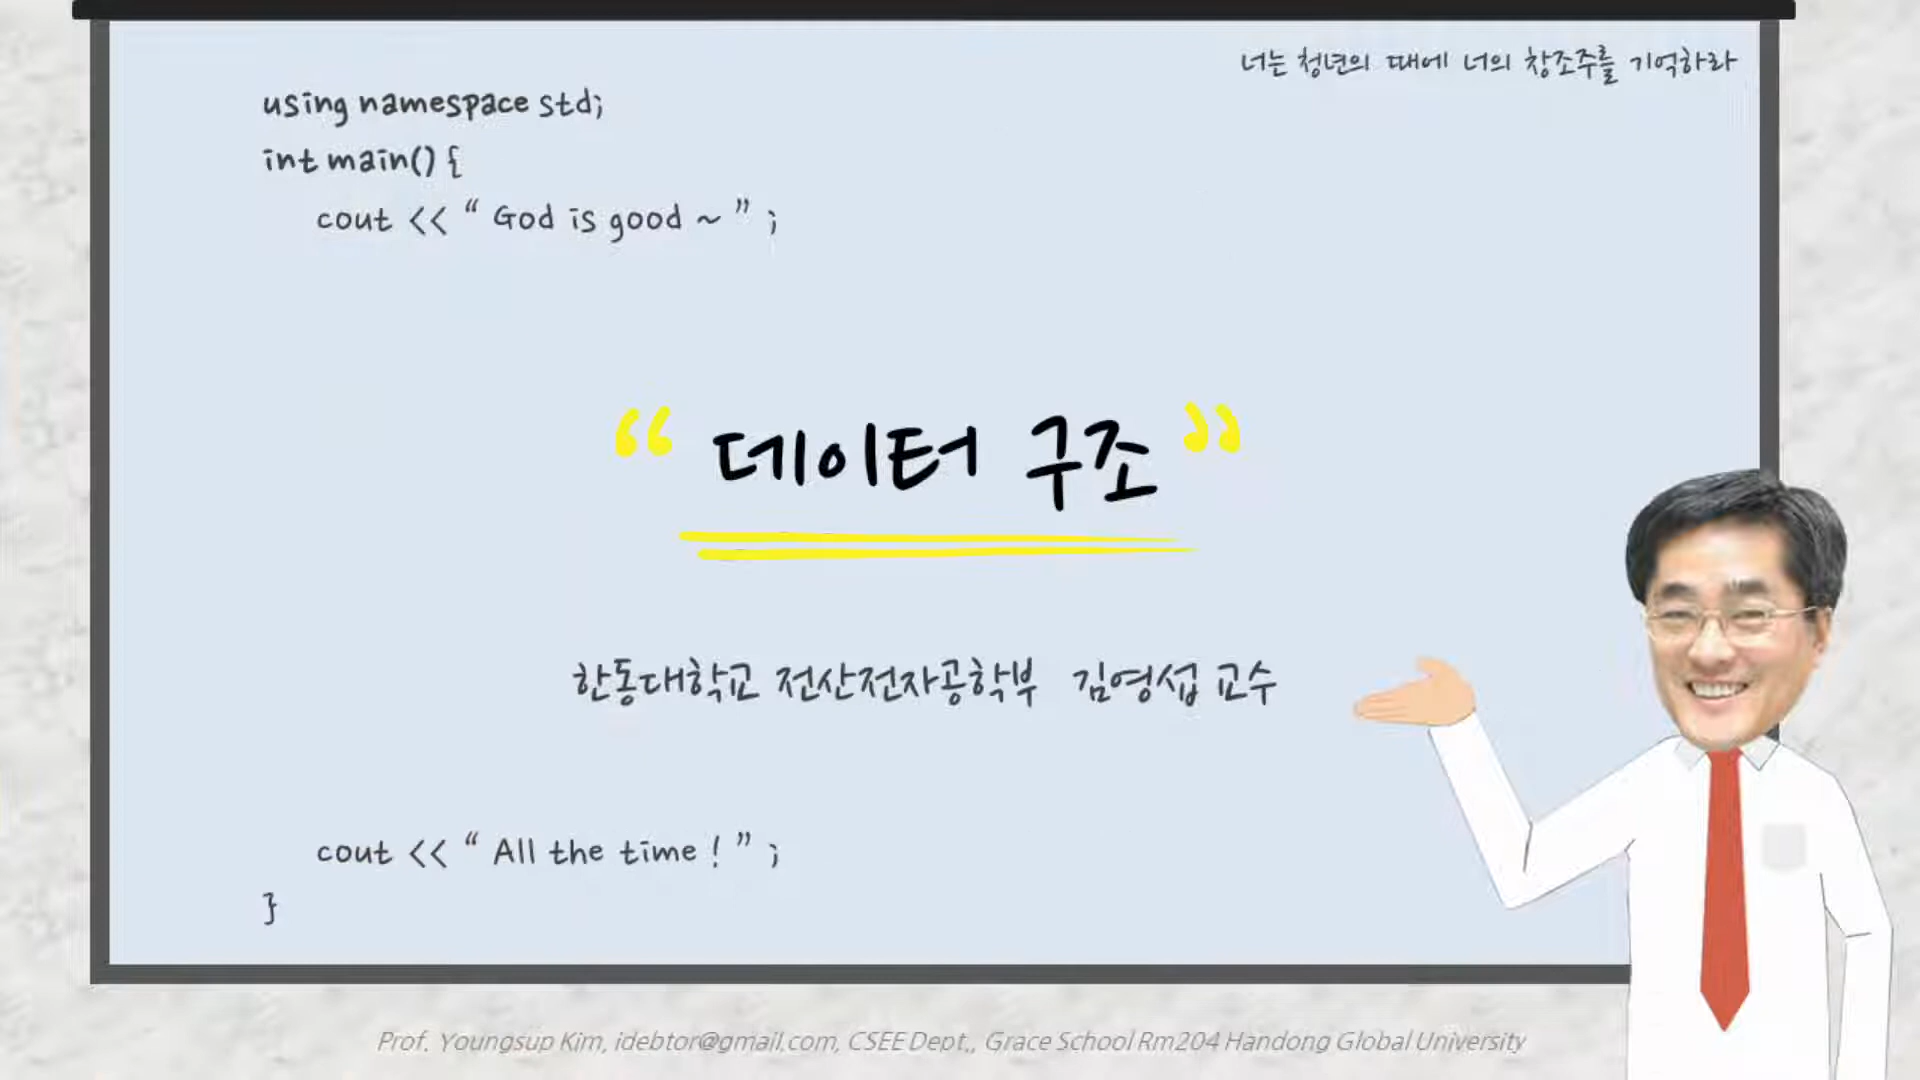 너는 청년의 때에 너의 창조주를 기억하라
using namespace std;
int main() {
cout << “ God is good ~ ” ;
“ 데이터 구조 ”
한동대학교 전산전자공학부 김영섭 교수
cout << “ All the time ! ” ;
}
Prof. Youngsup Kim, idebtor@gmail.com, CSEE Dept., Grace School Rm204 Handong Global University